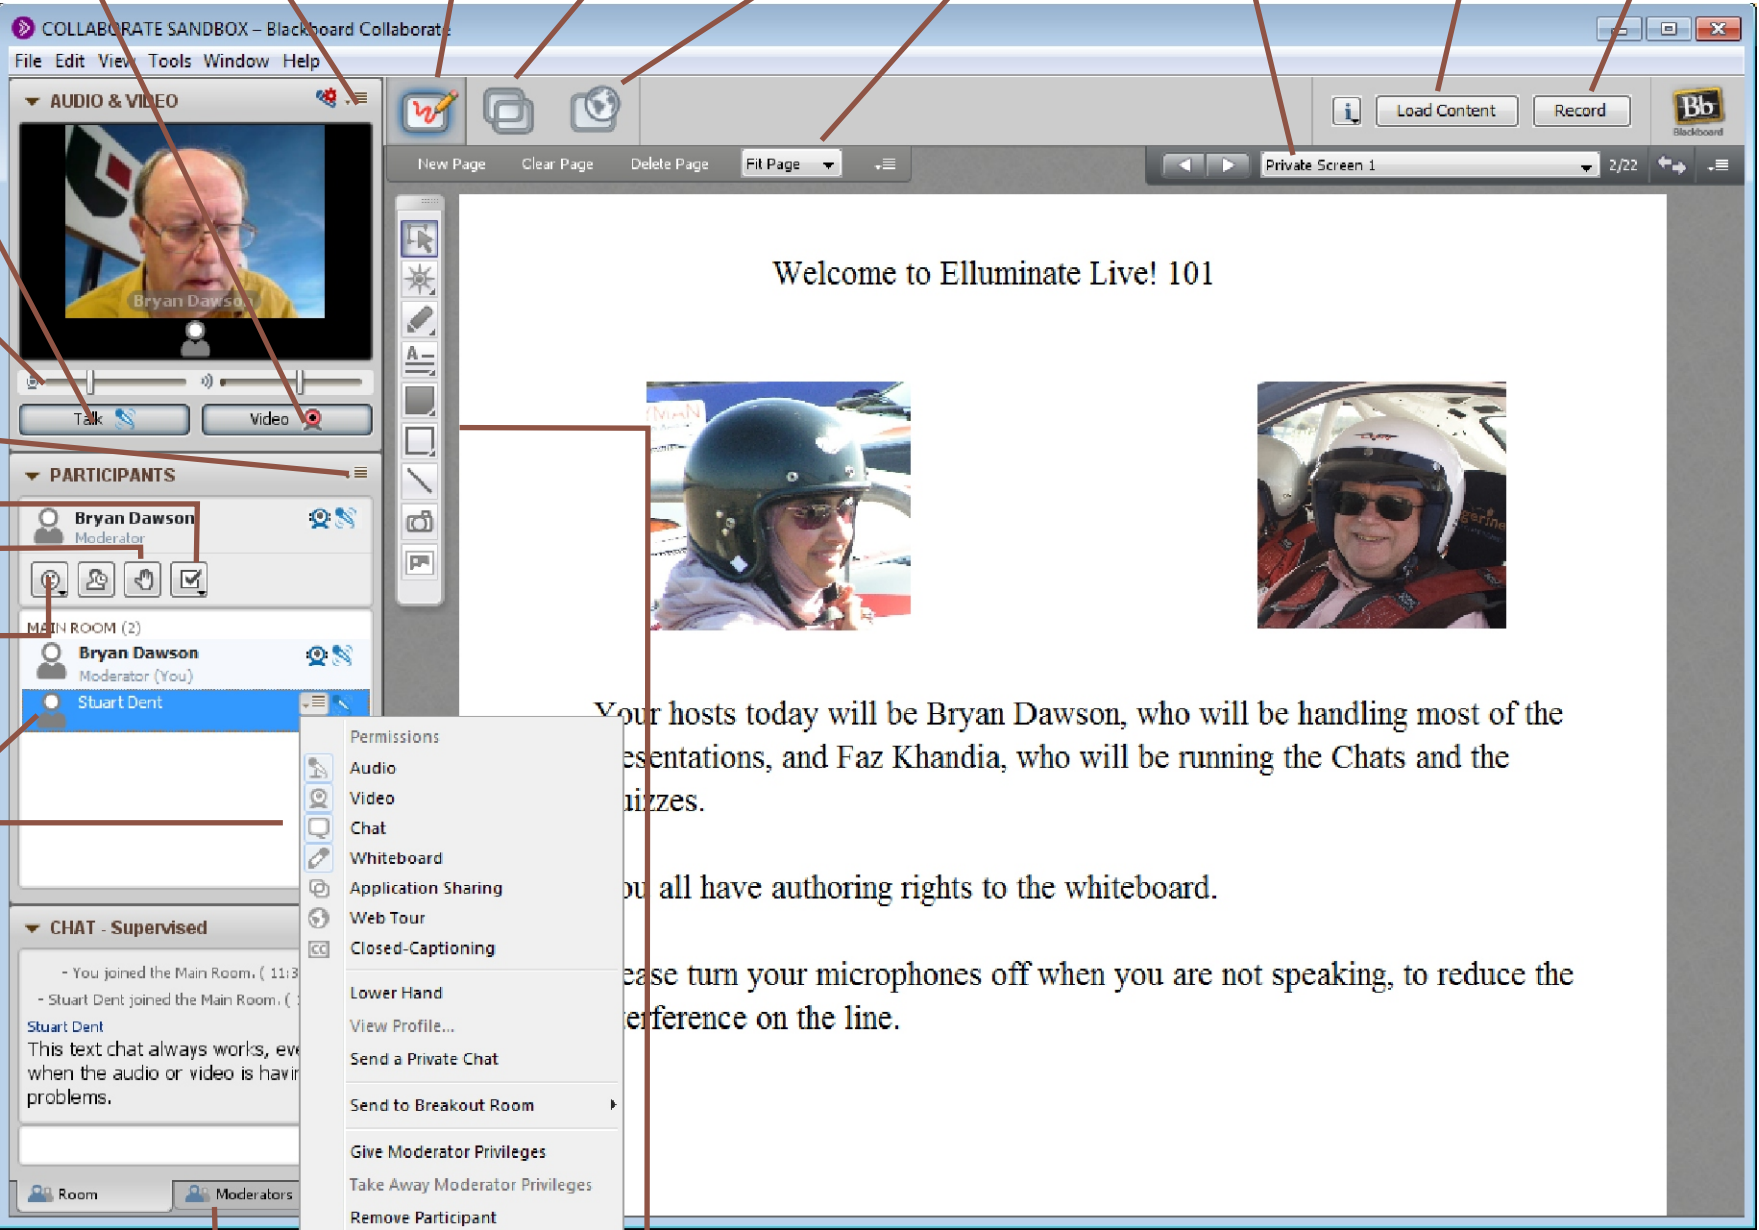 COLLABORATE SANDBOX – Blackboard Collaborate
File Edit View Tools Window Help
AUDIO & VIDEO
Load Content
Record
Bb
Blackboard
New Page
Clear Page
Delete Page
Fit Page
Private Screen 1
2/22
Bryan Dawson
Talk
Video
PARTICIPANTS
Bryan Dawson
Moderator
MAIN ROOM (2)
Bryan Dawson
Moderator (You)
Stuart Dent
Permissions
Audio
Video
Chat
Whiteboard
Application Sharing
Web Tour
CC Closed-Captioning
Lower Hand
View Profile...
Send a Private Chat
Send to Breakout Room
Give Moderator Privileges
Take Away Moderator Privileges
Remove Participant
CHAT - Supervised
- You joined the Main Room. ( 11:3
- Stuart Dent joined the Main Room. (
Stuart Dent
This text chat always works, eve
when the audio or video is havir
problems.
Room
Moderators
Welcome to Elluminate Live! 101
YMAN
Your hosts today will be Bryan Dawson, who will be handling most of the
esentations, and Faz Khandia, who will be running the Chats and the
uizzes.
ou all have authoring rights to the whiteboard.
ease turn your microphones off when you are not speaking, to reduce the
terference on the line.